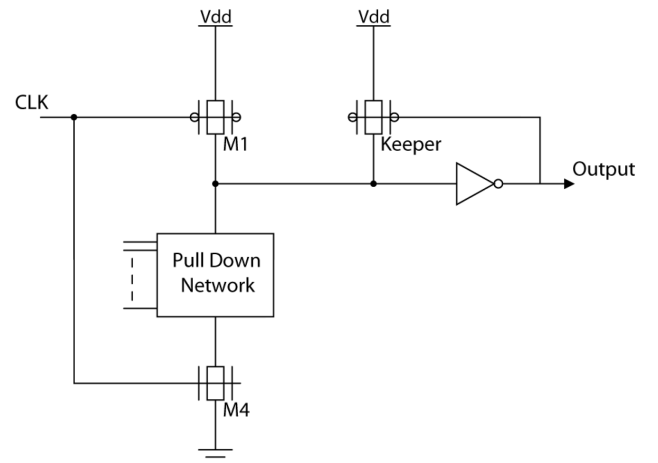 Vdd
Vdd
CLK
M1
Keeper
Output
Pull Down
Network
M4